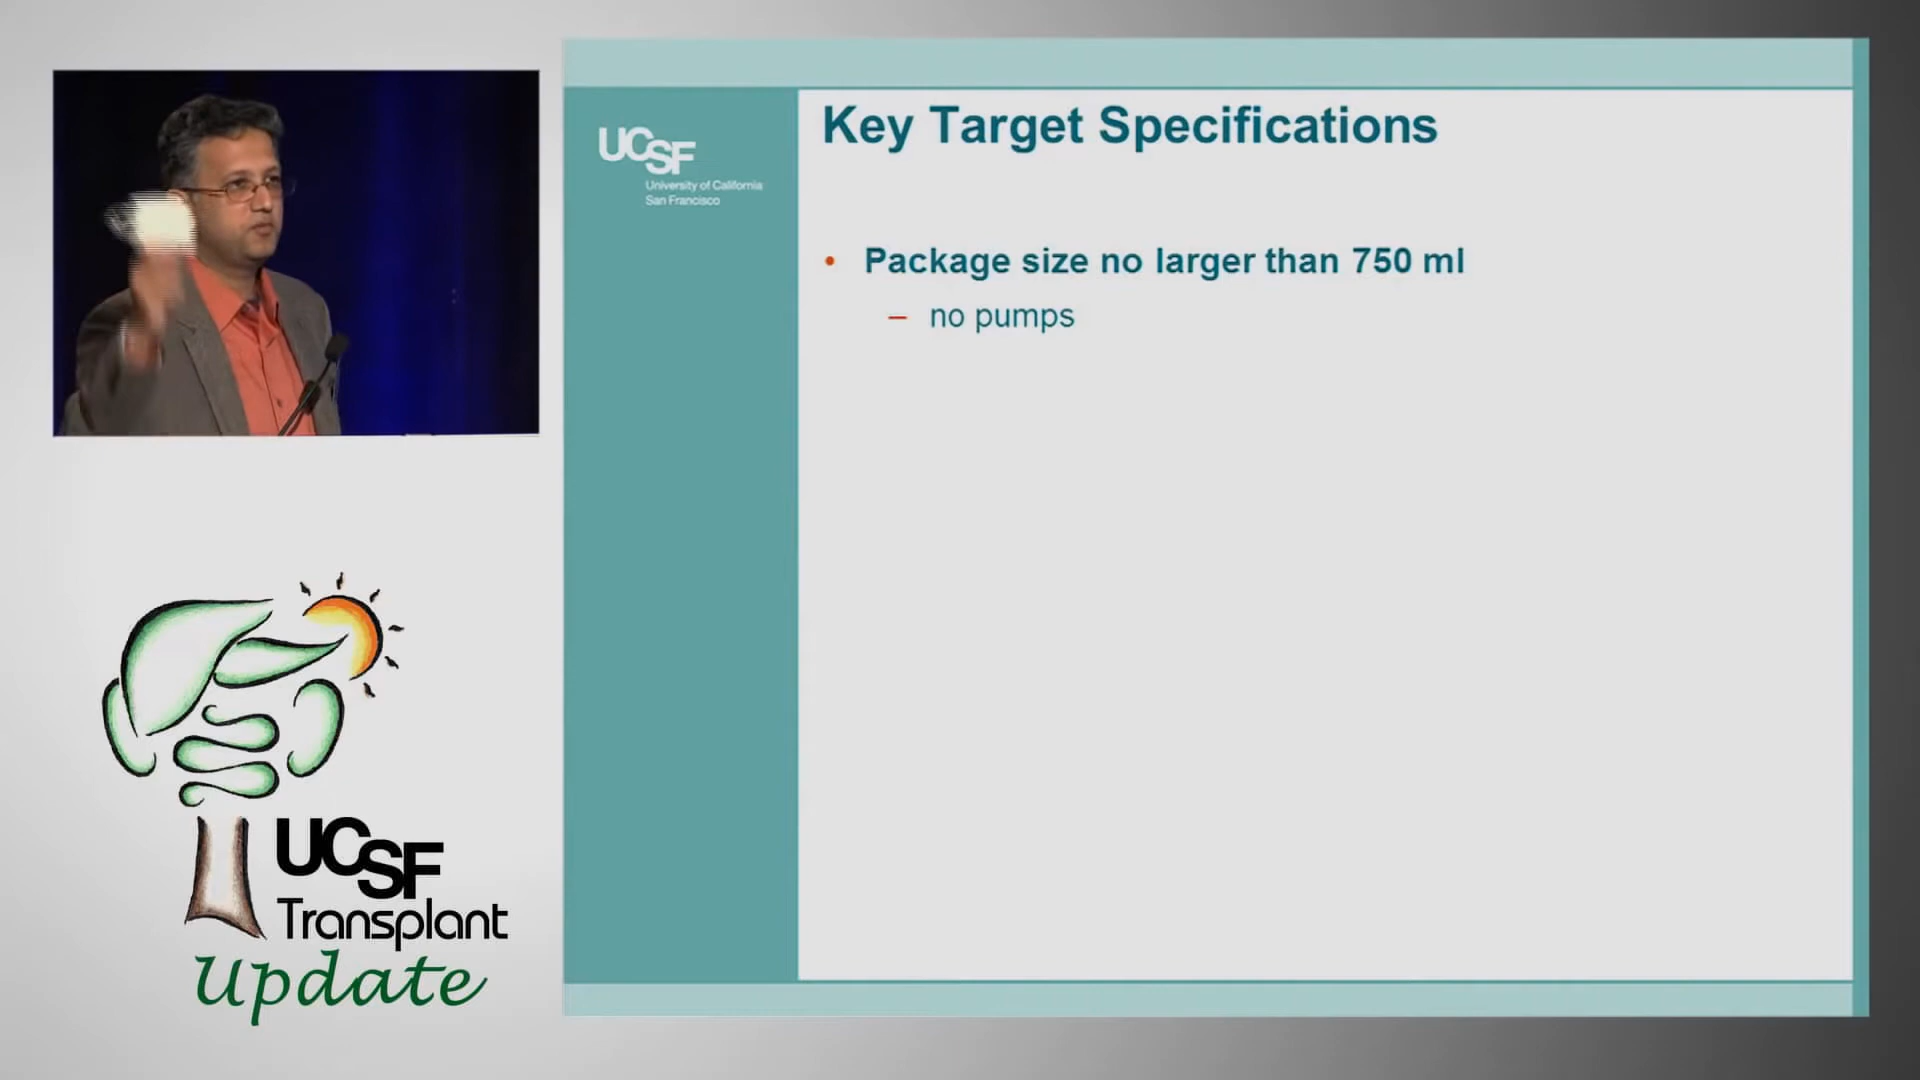 UCSF
University of California
San Francisco
Key Target Specifications
• Package size no larger than 750 ml
– no pumps
UCSF
Transplant
Update